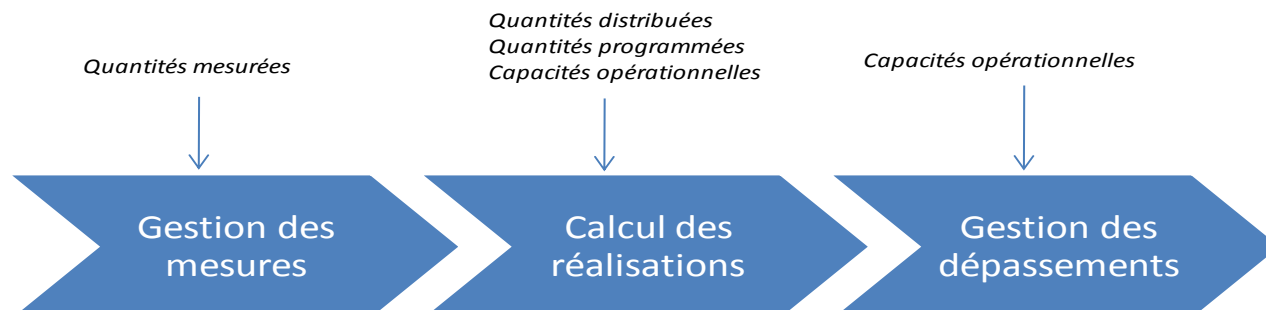 Quantités mesurées
Quantités distribuées
Quantités programmées
Capacités opérationnelles
Capacités opérationnelles
Gestion des
mesures
Calcul des
réalisations
Gestion des
dépassements